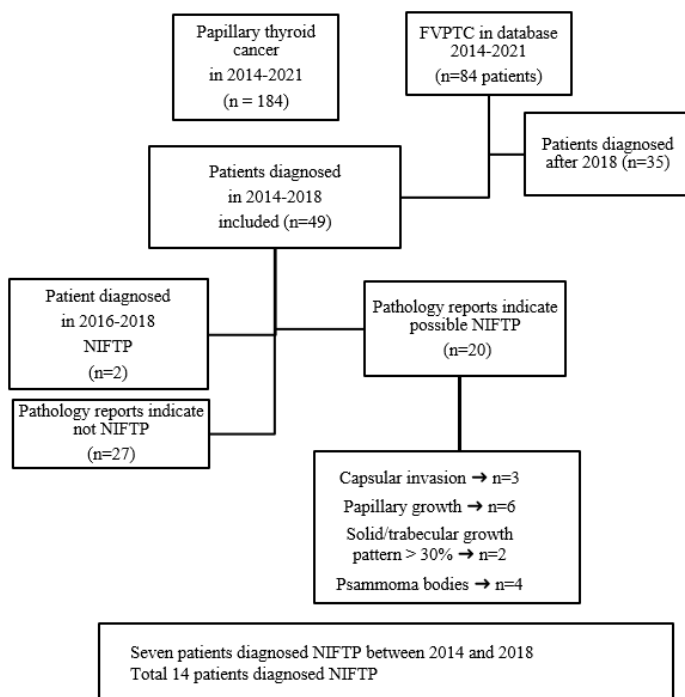 Papillary thyroid
cancer
in 2014-2021
(n = 184)
FVPTC in database
2014-2021
(n=84 patients)
Patients diagnosed
after 2018 (n=35)
Patients diagnosed
in 2014-2018
included (n=49)
Patient diagnosed
in 2016-2018
NIFTP
(n=2)
Pathology reports indicate
possible NIFTP
(n=20)
Pathology reports indicate
not NIFTP
(n=27)
Capsular invasion ➔ n=3
Papillary growth ➔ n=6
Solid/trabecular growth
pattern > 30% ➔ n=2
Psammoma bodies ➔ n=4
Seven patients diagnosed NIFTP between 2014 and 2018
Total 14 patients diagnosed NIFTP